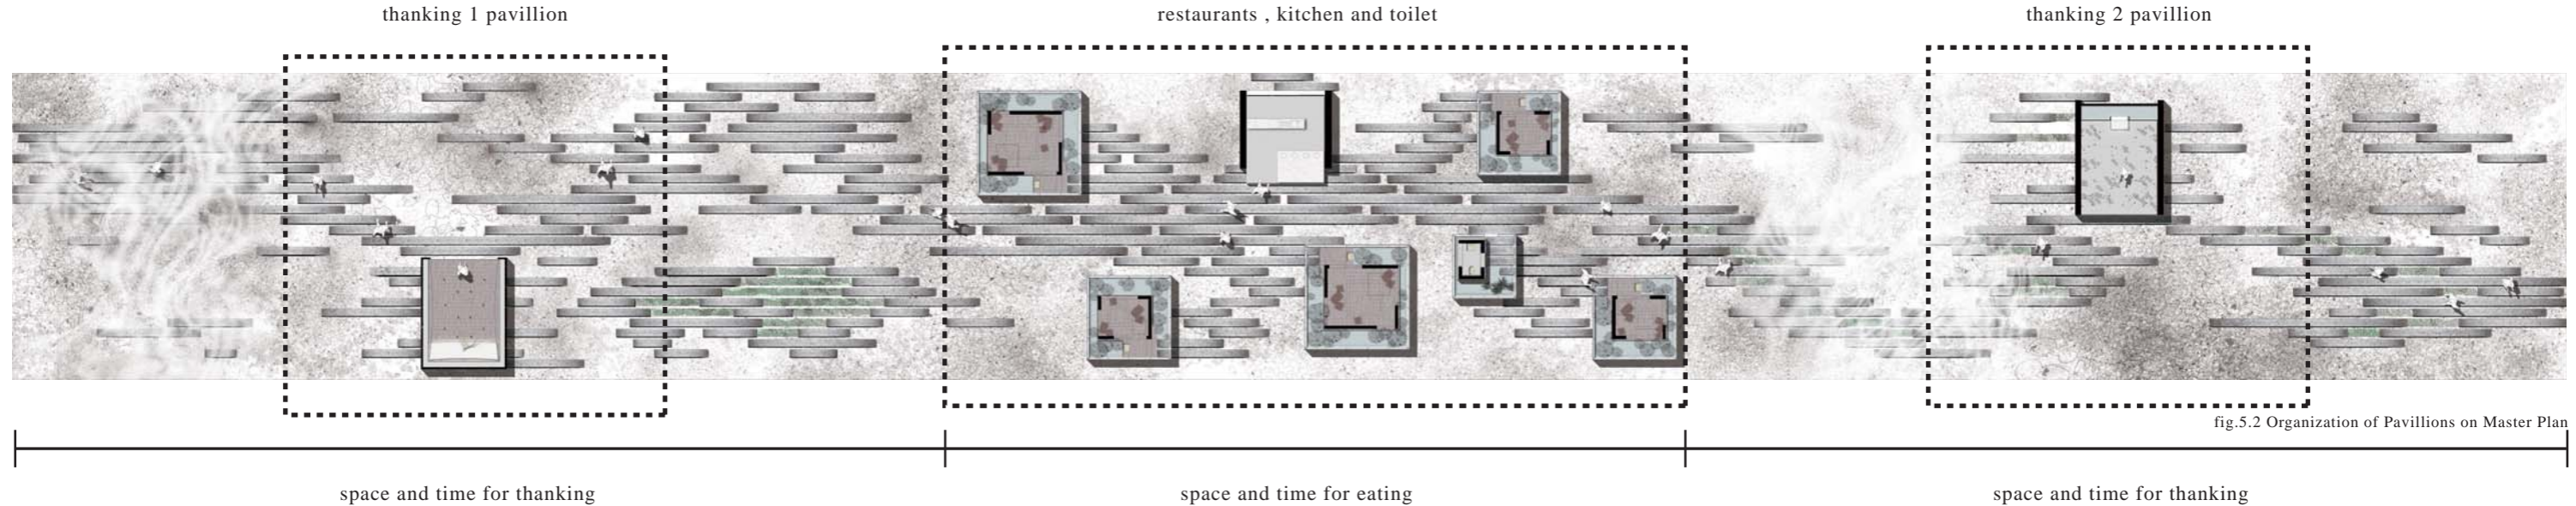 thanking 1 pavillion
restaurants , kitchen and toilet
thanking 2 pavillion
fig.5.2 Organization of Pavillions on Master Plan
space and time for thanking
space and time for eating
space and time for thanking